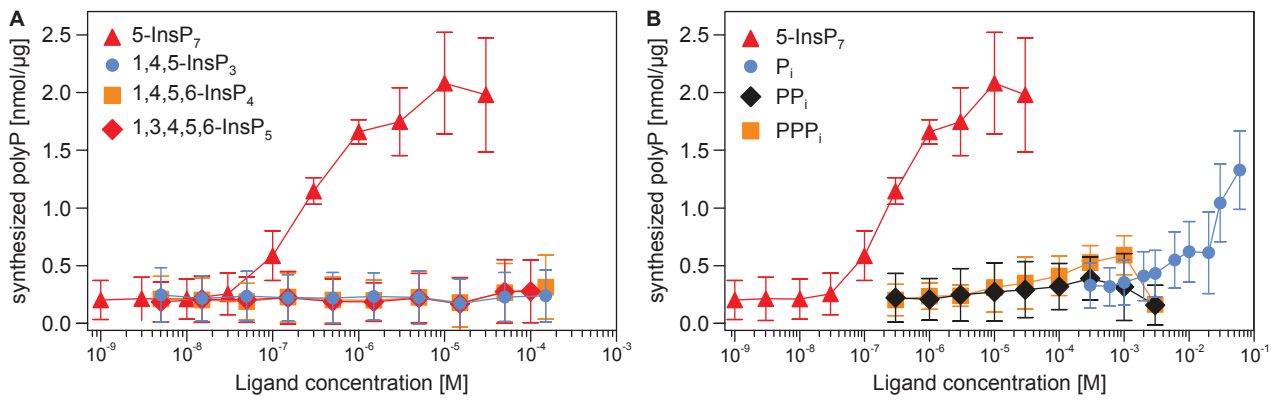 A
synthesized polyP [nmol/µg]
2.5
2.0
1.5
1.0
0.5
0.0
5-InsP₇
1,4,5-InsP₃
1,4,5,6-InsP₄
1,3,4,5,6-InsP₅
10⁻⁹ 10⁻⁸ 10⁻⁷ 10⁻⁶ 10⁻⁵ 10⁻⁴ 10⁻³
Ligand concentration [M]
B
synthesized polyP [nmol/µg]
2.5
2.0
1.5
1.0
0.5
0.0
5-InsP₇
Pᵢ
PPᵢ
PPPᵢ
10⁻⁹ 10⁻⁸ 10⁻⁷ 10⁻⁶ 10⁻⁵ 10⁻⁴ 10⁻³ 10⁻² 10⁻¹
Ligand concentration [M]